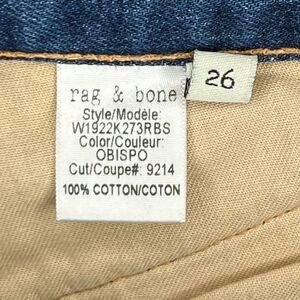 rag & bone
Style/Modèle:
W1922K273RBS
Color/Couleur:
OBISPO
Cut/Coupe#: 9214
100% COTTON/COTON
26